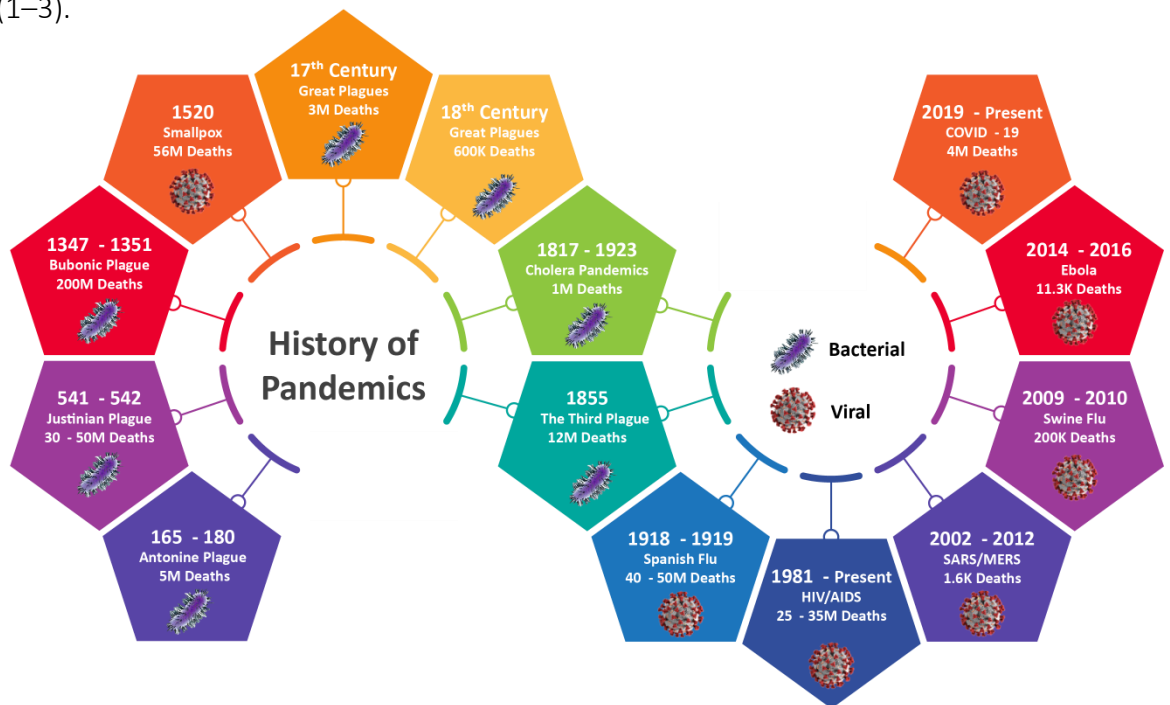 (1–3).
165 - 180
Antonine Plague
5M Deaths
541 - 542
Justinian Plague
30 - 50M Deaths
1347 - 1351
Bubonic Plague
200M Deaths
1520
Smallpox
56M Deaths
17th Century
Great Plagues
3M Deaths
18th Century
Great Plagues
600K Deaths
1817 - 1923
Cholera Pandemics
1M Deaths
1855
The Third Plague
12M Deaths
1918 - 1919
Spanish Flu
40 - 50M Deaths
1981 - Present
HIV/AIDS
25 - 35M Deaths
2002 - 2012
SARS/MERS
1.6K Deaths
2009 - 2010
Swine Flu
200K Deaths
2014 - 2016
Ebola
11.3K Deaths
2019 - Present
COVID - 19
4M Deaths
History of
Pandemics
Bacterial
Viral